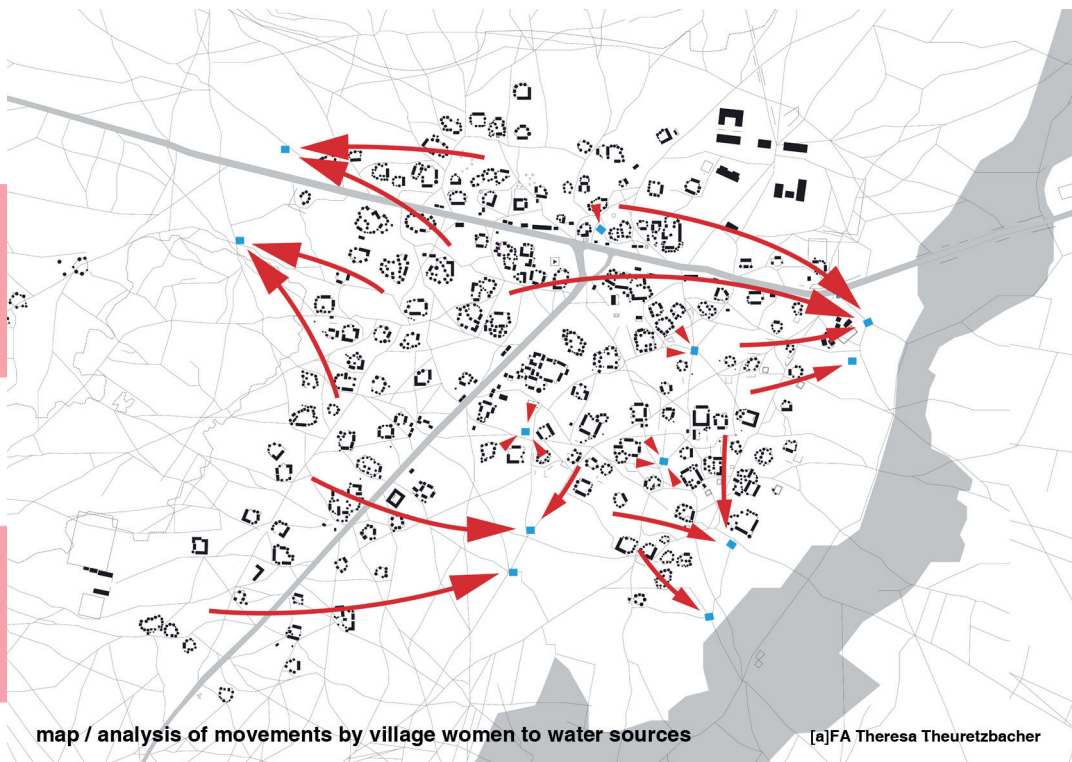 map / analysis of movements by village women to water sources
[a]FA Theresa Theuretzbacher